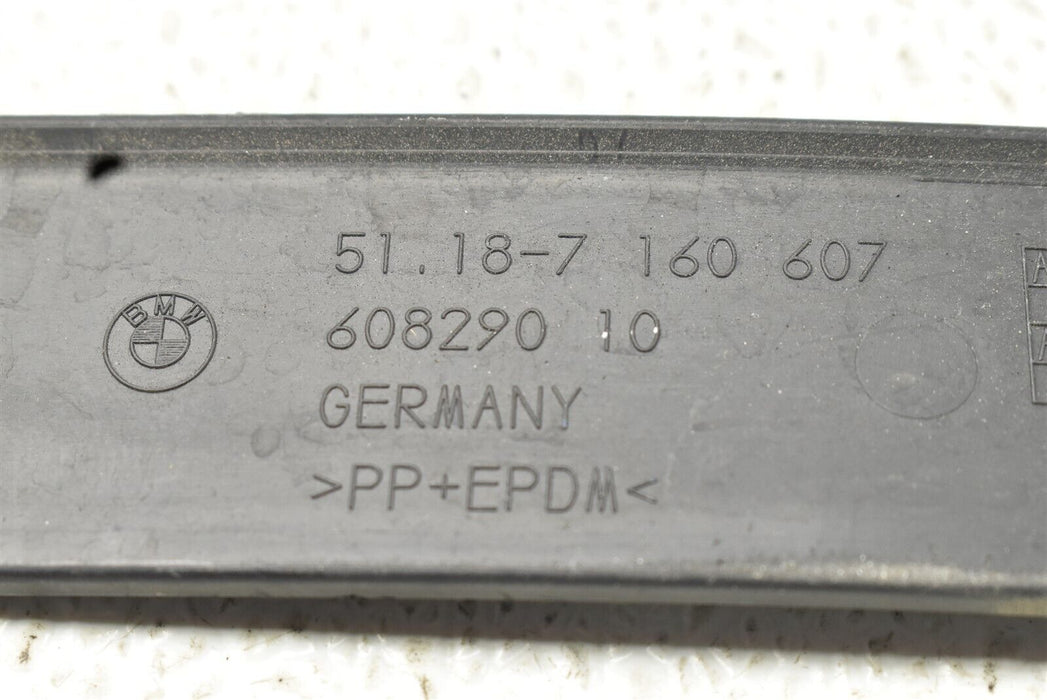 51.18-7 160 607
BMW
608290 10
GERMANY
>PP+EPDM<
A